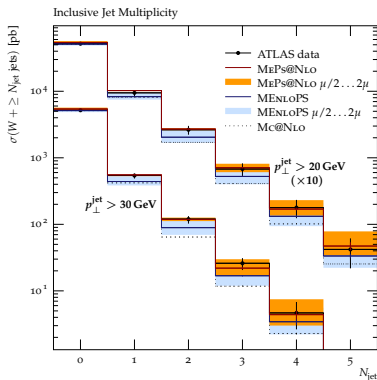 Inclusive Jet Multiplicity
σ(W + ≥ N_jet jets) [pb]
ATLAS data
MEPS@NLO
MEPS@NLO μ/2...2μ
MENLOPS
MENLOPS μ/2...2μ
MC@NLO
p⊥^jet > 20 GeV
(×10)
p⊥^jet > 30 GeV
10^4
10^3
10^2
10^1
0 1 2 3 4 5
N_jet